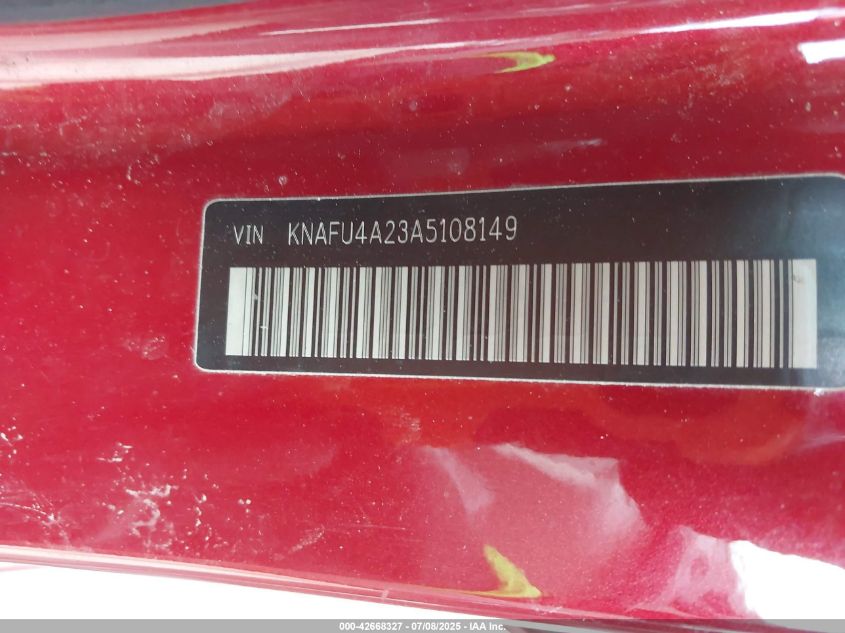 VIN KNAFU4A23A5108149
000-42668327 - 07/08/2025 - IAA Inc.